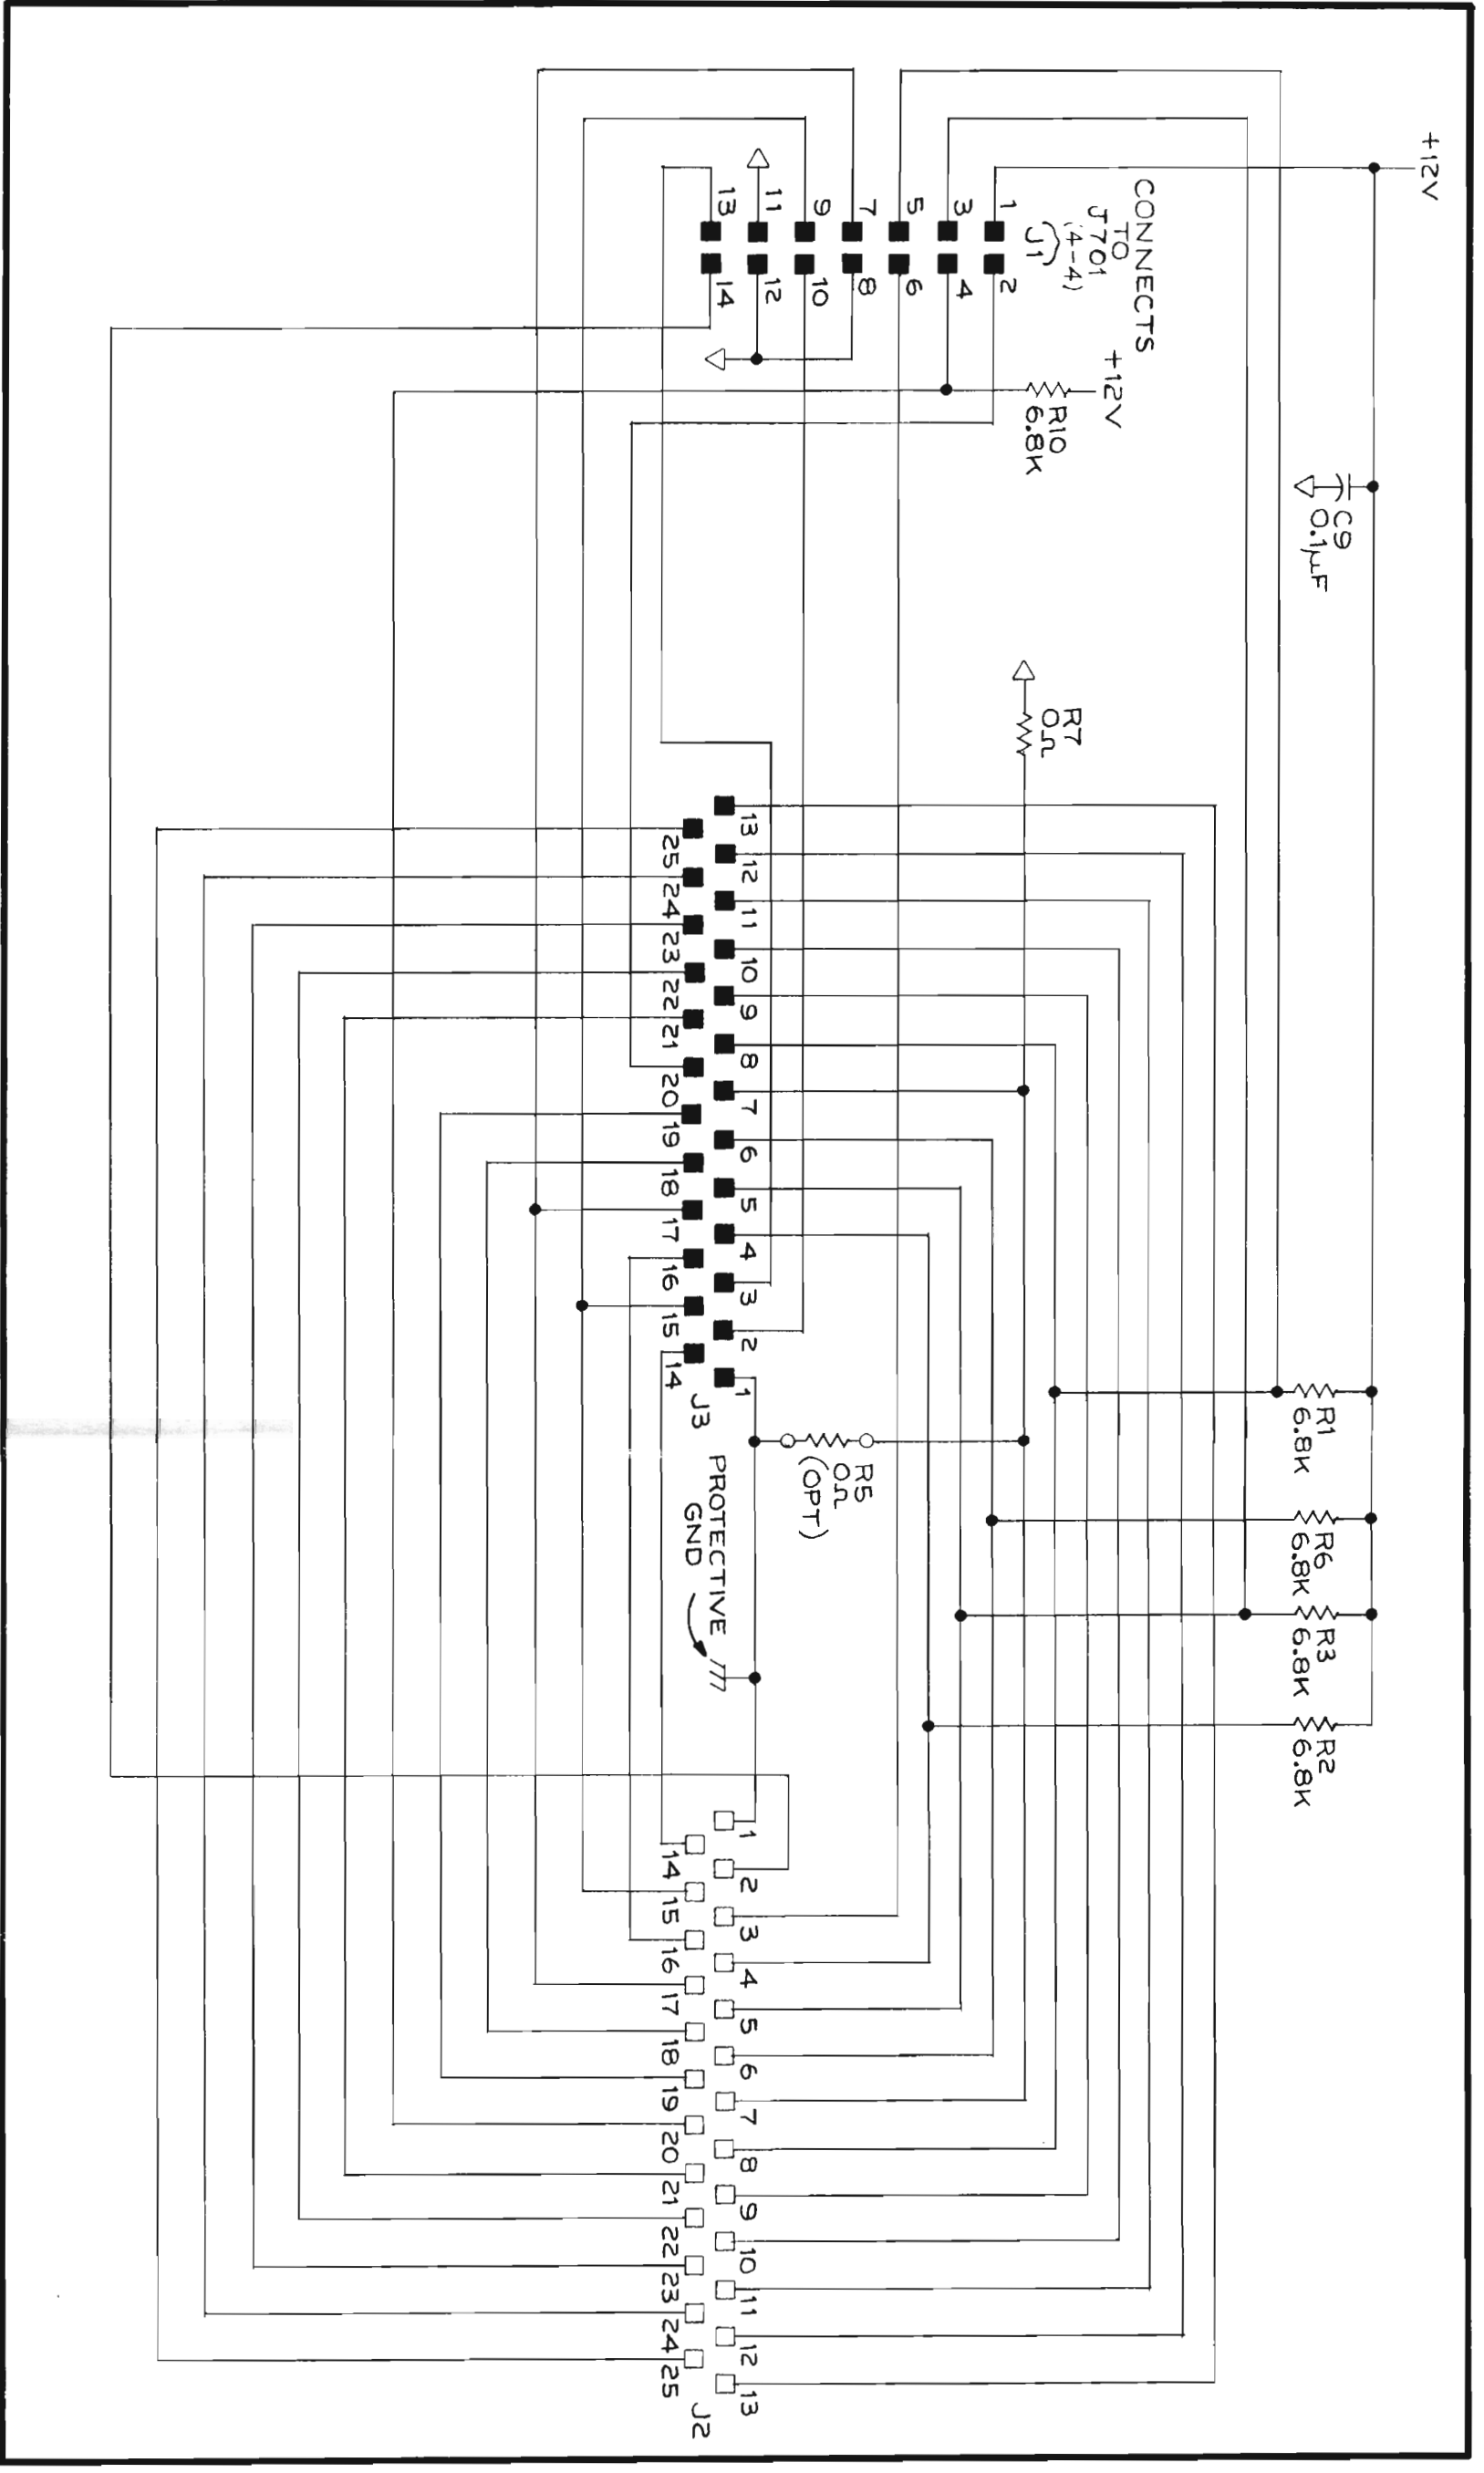 +12V
CONNECTS
TO
J701
(4-4)
J1
1
2
3
4
5
6
7
8
9
10
11
12
13
14
+12V
R10
6.8K
C9
0.1µF
R7
0Ω
13
12
11
10
9
8
7
6
5
4
3
2
1
25
24
23
22
21
20
19
18
17
16
15
14
J3
R5
0Ω
(OPT)
PROTECTIVE
GND
R1
6.8K
R6
6.8K
R3
6.8K
R2
6.8K
1
2
3
4
5
6
7
8
9
10
11
12
13
14
15
16
17
18
19
20
21
22
23
24
25
J2